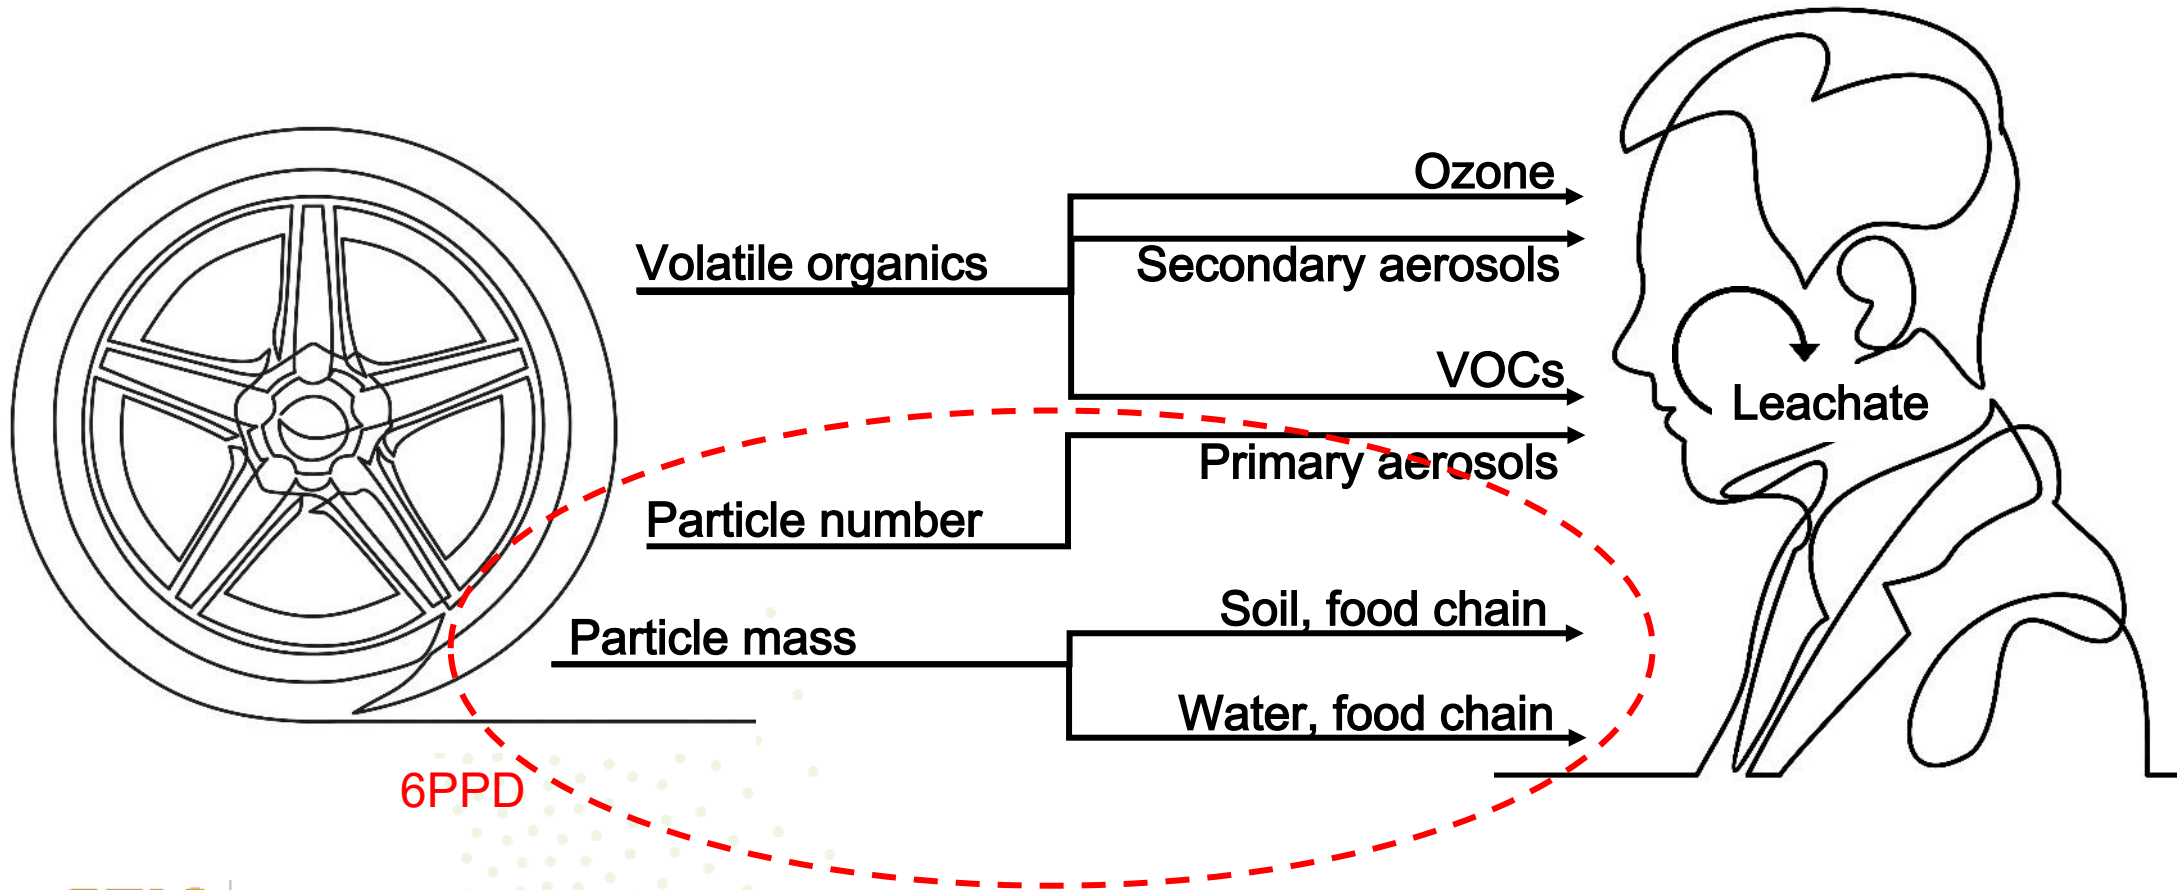 Ozone
Volatile organics
Secondary aerosols
VOCs
Leachate
Primary aerosols
Particle number
Soil, food chain
Particle mass
Water, food chain
6PPD